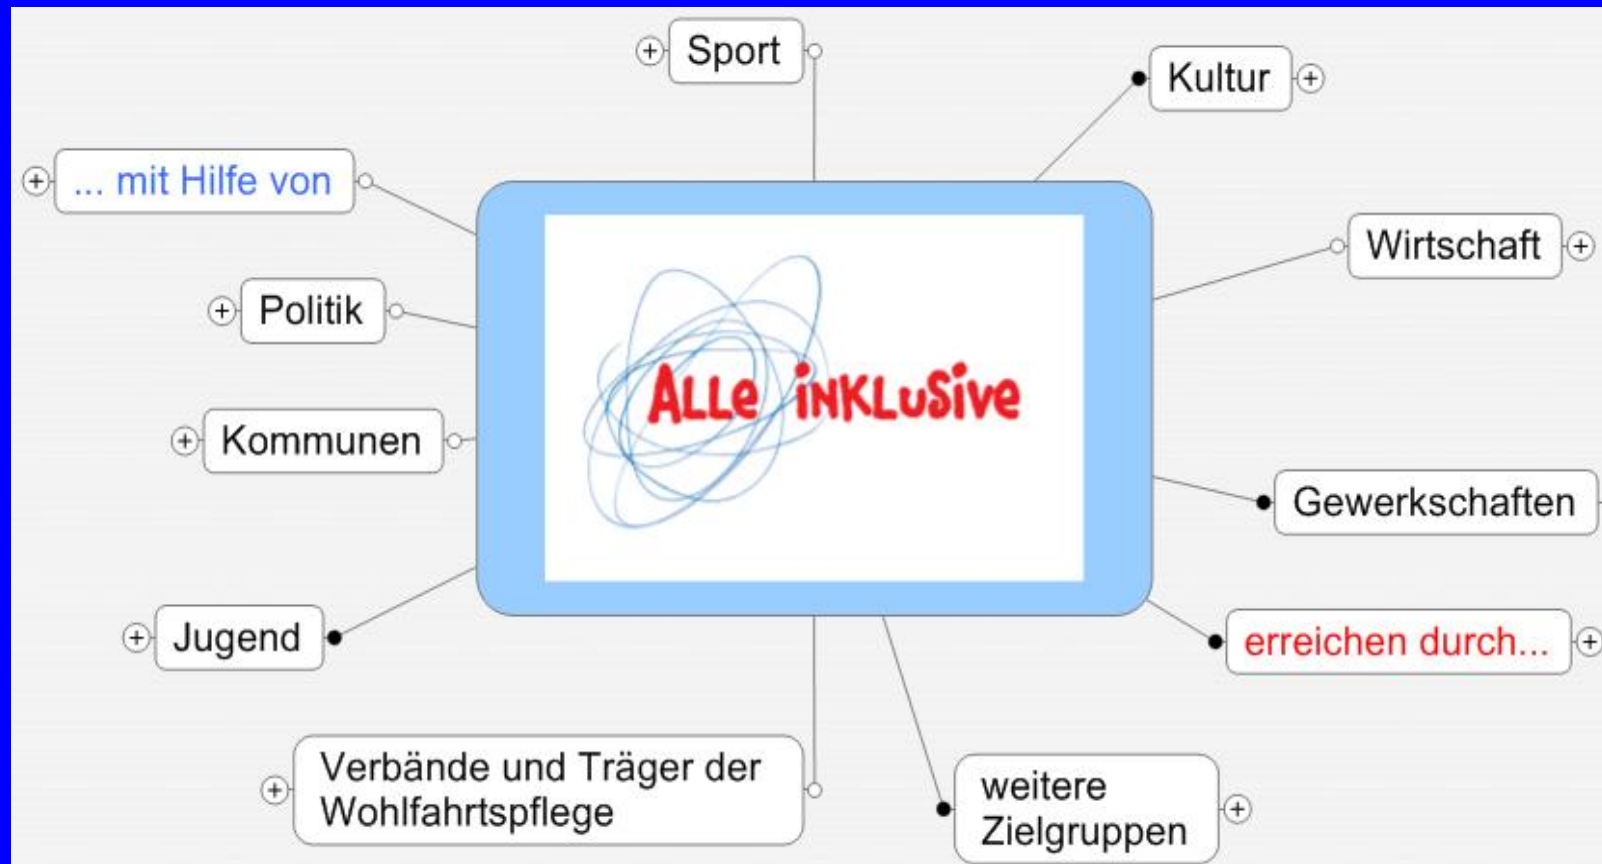 Sport
Kultur
... mit Hilfe von
Wirtschaft
Politik
ALLe iNKLuSive
Kommunen
Gewerkschaften
Jugend
erreichen durch...
Verbände und Träger der
Wohlfahrtspflege
weitere
Zielgruppen